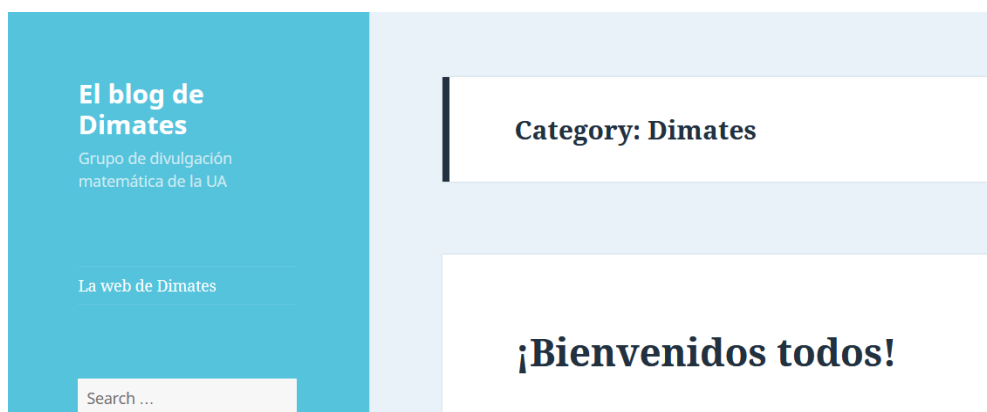 El blog de
Dimates
Grupo de divulgación
matemática de la UA
La web de Dimates
Search …
Category: Dimates
¡Bienvenidos todos!